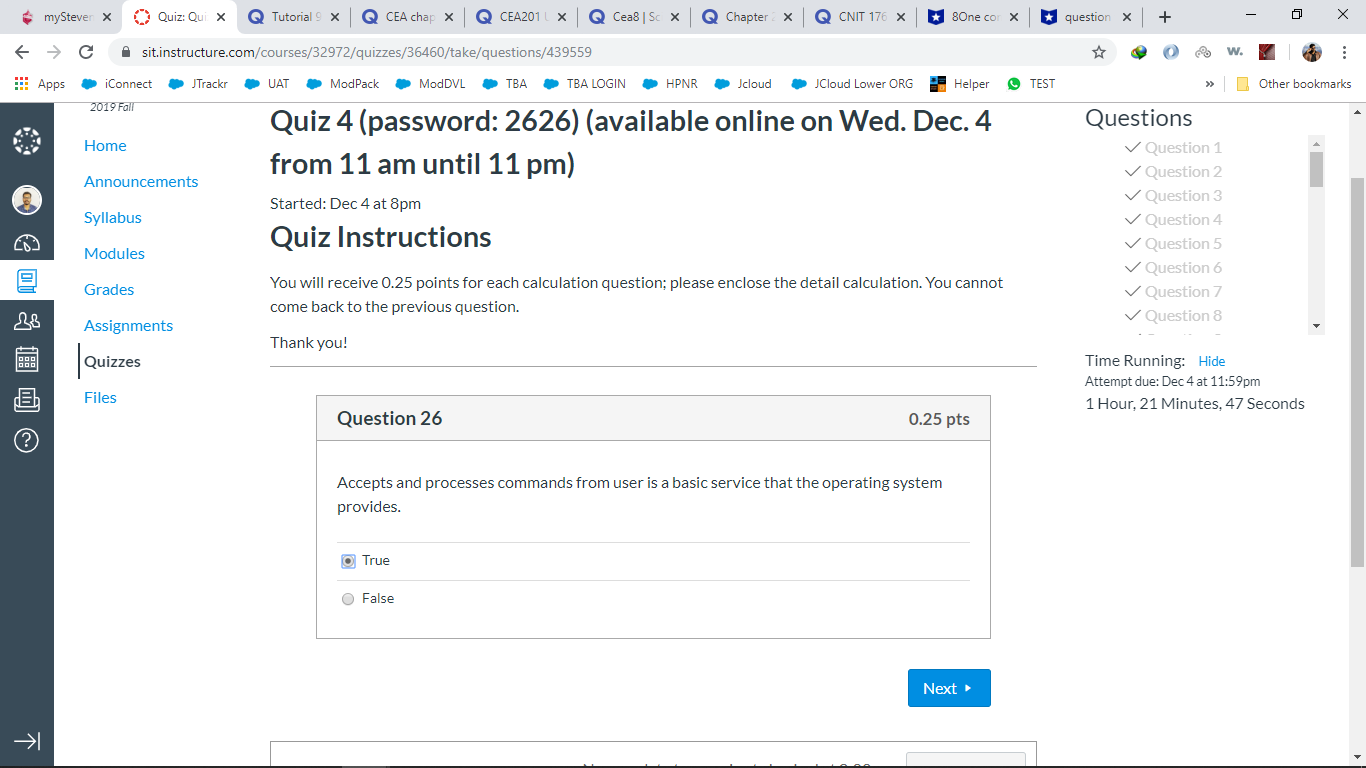 mySteven
Quiz: Qui
Tutorial 9
CEA chap
CEA201
Cea8 | Sc
Chapter 2
CNIT 176
8One cor
question
sit.instructure.com/courses/32972/quizzes/36460/take/questions/439559
Apps
iConnect
JTrackr
UAT
ModPack
ModDVL
TBA
TBA LOGIN
HPNR
Jcloud
JCloud Lower ORG
Helper
TEST
»
Other bookmarks
2019 Fall
Home
Announcements
Syllabus
Modules
Grades
Assignments
Quizzes
Files
Quiz 4 (password: 2626) (available online on Wed. Dec. 4
from 11 am until 11 pm)
Started: Dec 4 at 8pm
Quiz Instructions
You will receive 0.25 points for each calculation question; please enclose the detail calculation. You cannot
come back to the previous question.
Thank you!
Question 26
0.25 pts
Accepts and processes commands from user is a basic service that the operating system
provides.
True
False
Next
Questions
Question 1
Question 2
Question 3
Question 4
Question 5
Question 6
Question 7
Question 8
Time Running: Hide
Attempt due: Dec 4 at 11:59pm
1 Hour, 21 Minutes, 47 Seconds